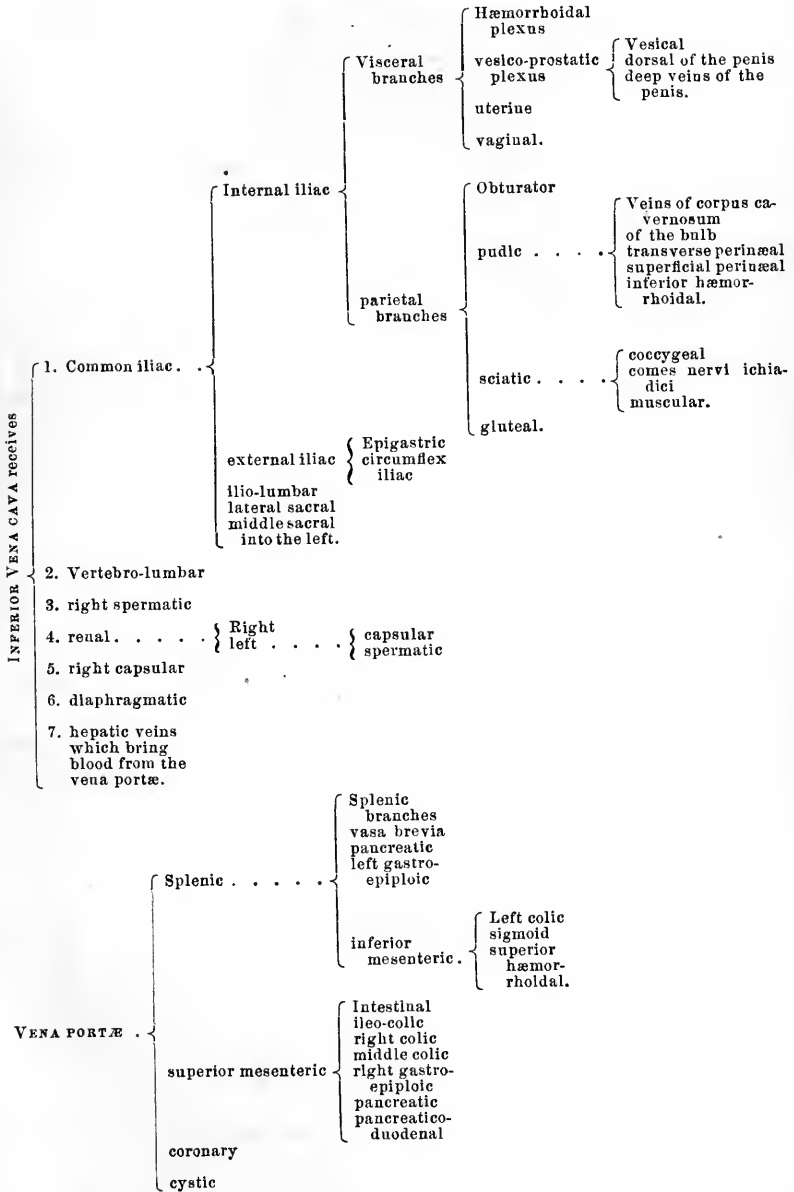 INFERIOR VENA CAVA receives
1. Common iliac. .
Internal iliac
Visceral
branches
Hæmorrhoidal
plexus
vesico-prostatic
plexus
Vesical
dorsal of the penis
deep veins of the
penis.
uterine
vaginal.
parietal
branches
Obturator
pudic . . . .
Veins of corpus ca-
vernosum
of the bulb
transverse perinæal
superficial perinæal
inferior hæmor-
rhoidal.
sciatic . . . .
coccygeal
comes nervi ichia-
dici
muscular.
gluteal.
external iliac
Epigastric
circumflex
iliac
ilio-lumbar
lateral sacral
middle sacral
into the left.
2. Vertebro-lumbar
3. right spermatic
4. renal. . . . . .
Right
left . . . .
capsular
spermatic
5. right capsular
6. diaphragmatic
7. hepatic veins
which bring
blood from the
vena portæ.
VENA PORTÆ .
Splenic . . . . .
Splenic
branches
vasa brevia
pancreatic
left gastro-
epiploic
inferior
mesenteric .
Left colic
sigmoid
superior
hæmor-
rhoidal.
superior mesenteric
Intestinal
ileo-colic
right colic
middle colic
right gastro-
epiploic
pancreatic
pancreatico-
duodenal
coronary
cystic